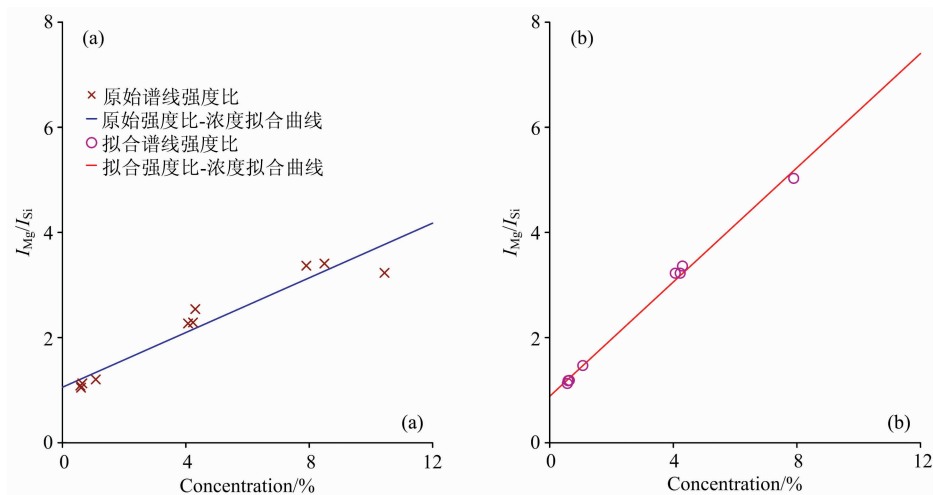 (a)
原始谱线强度比
原始强度比-浓度拟合曲线
拟合谱线强度比
拟合强度比-浓度拟合曲线
8
6
4
2
0
I_Mg/I_Si
(a)
0 4 8 12
Concentration/%
(b)
8
6
4
2
0
I_Mg/I_Si
(b)
0 4 8 12
Concentration/%